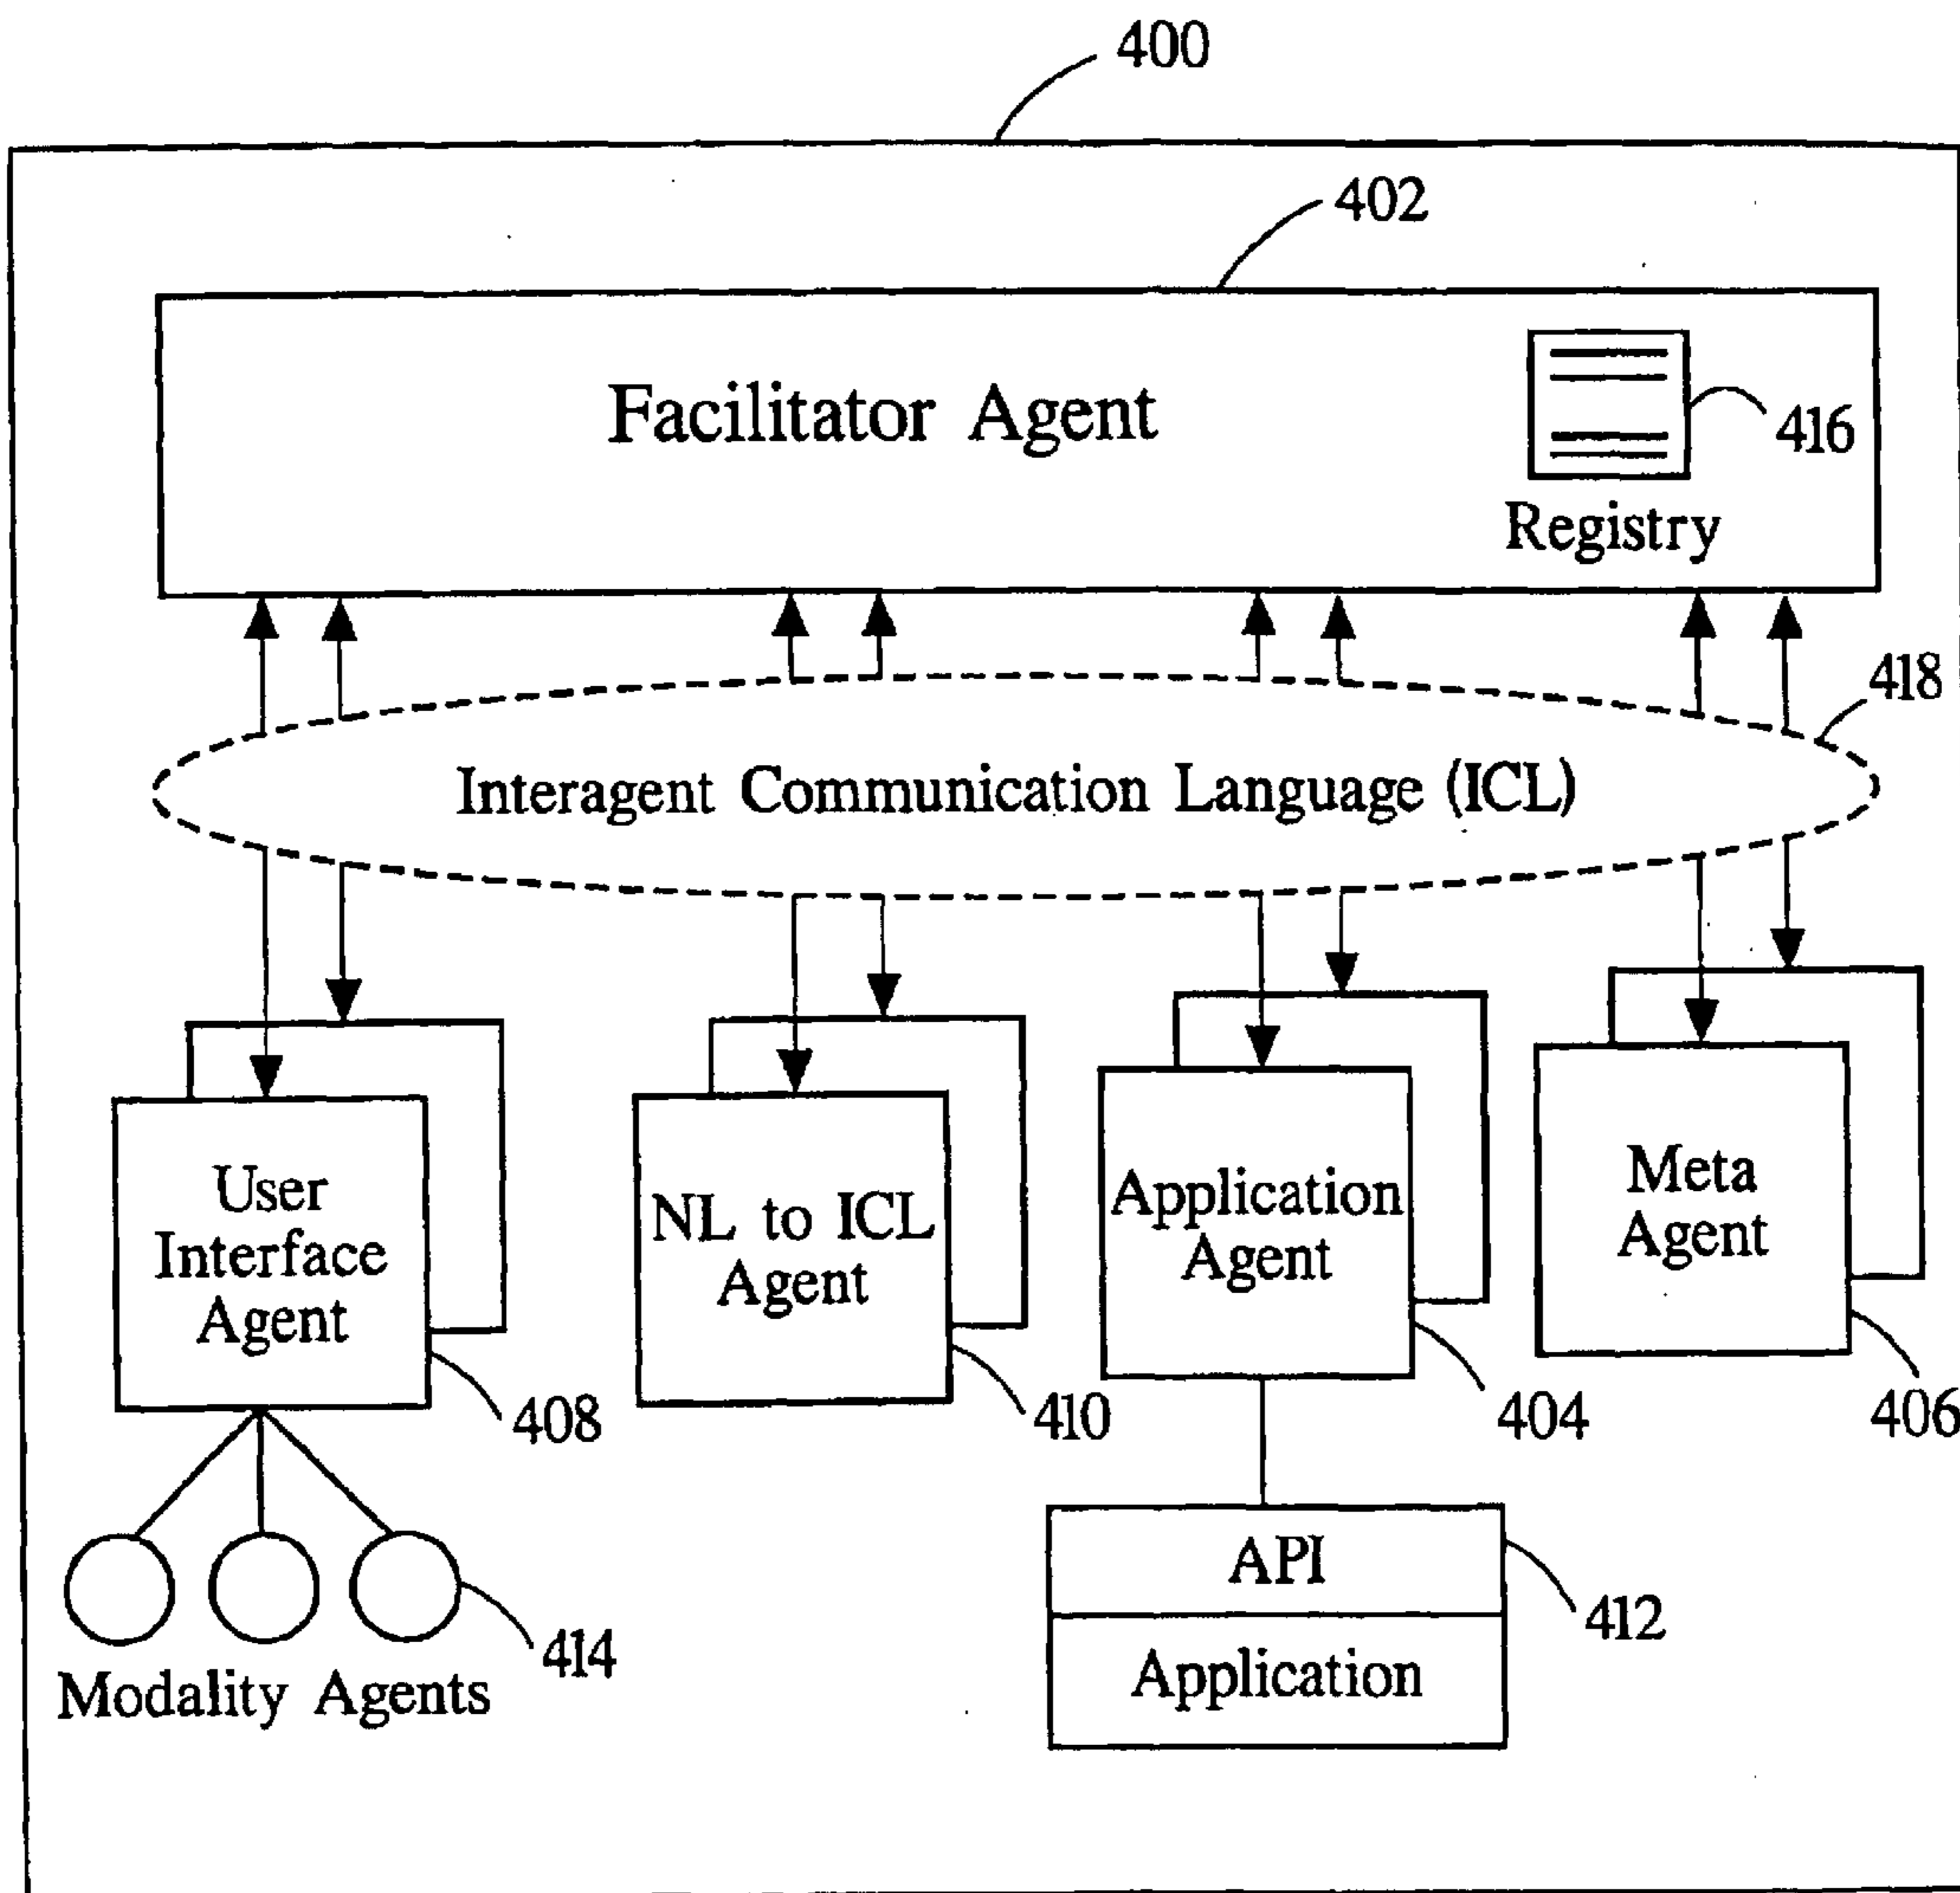 400
402
Facilitator Agent
416
Registry
418
Interagent Communication Language (ICL)
User
Interface
Agent
408
NL to ICL
Agent
410
Application
Agent
404
Meta
Agent
406
414
Modality Agents
API
412
Application